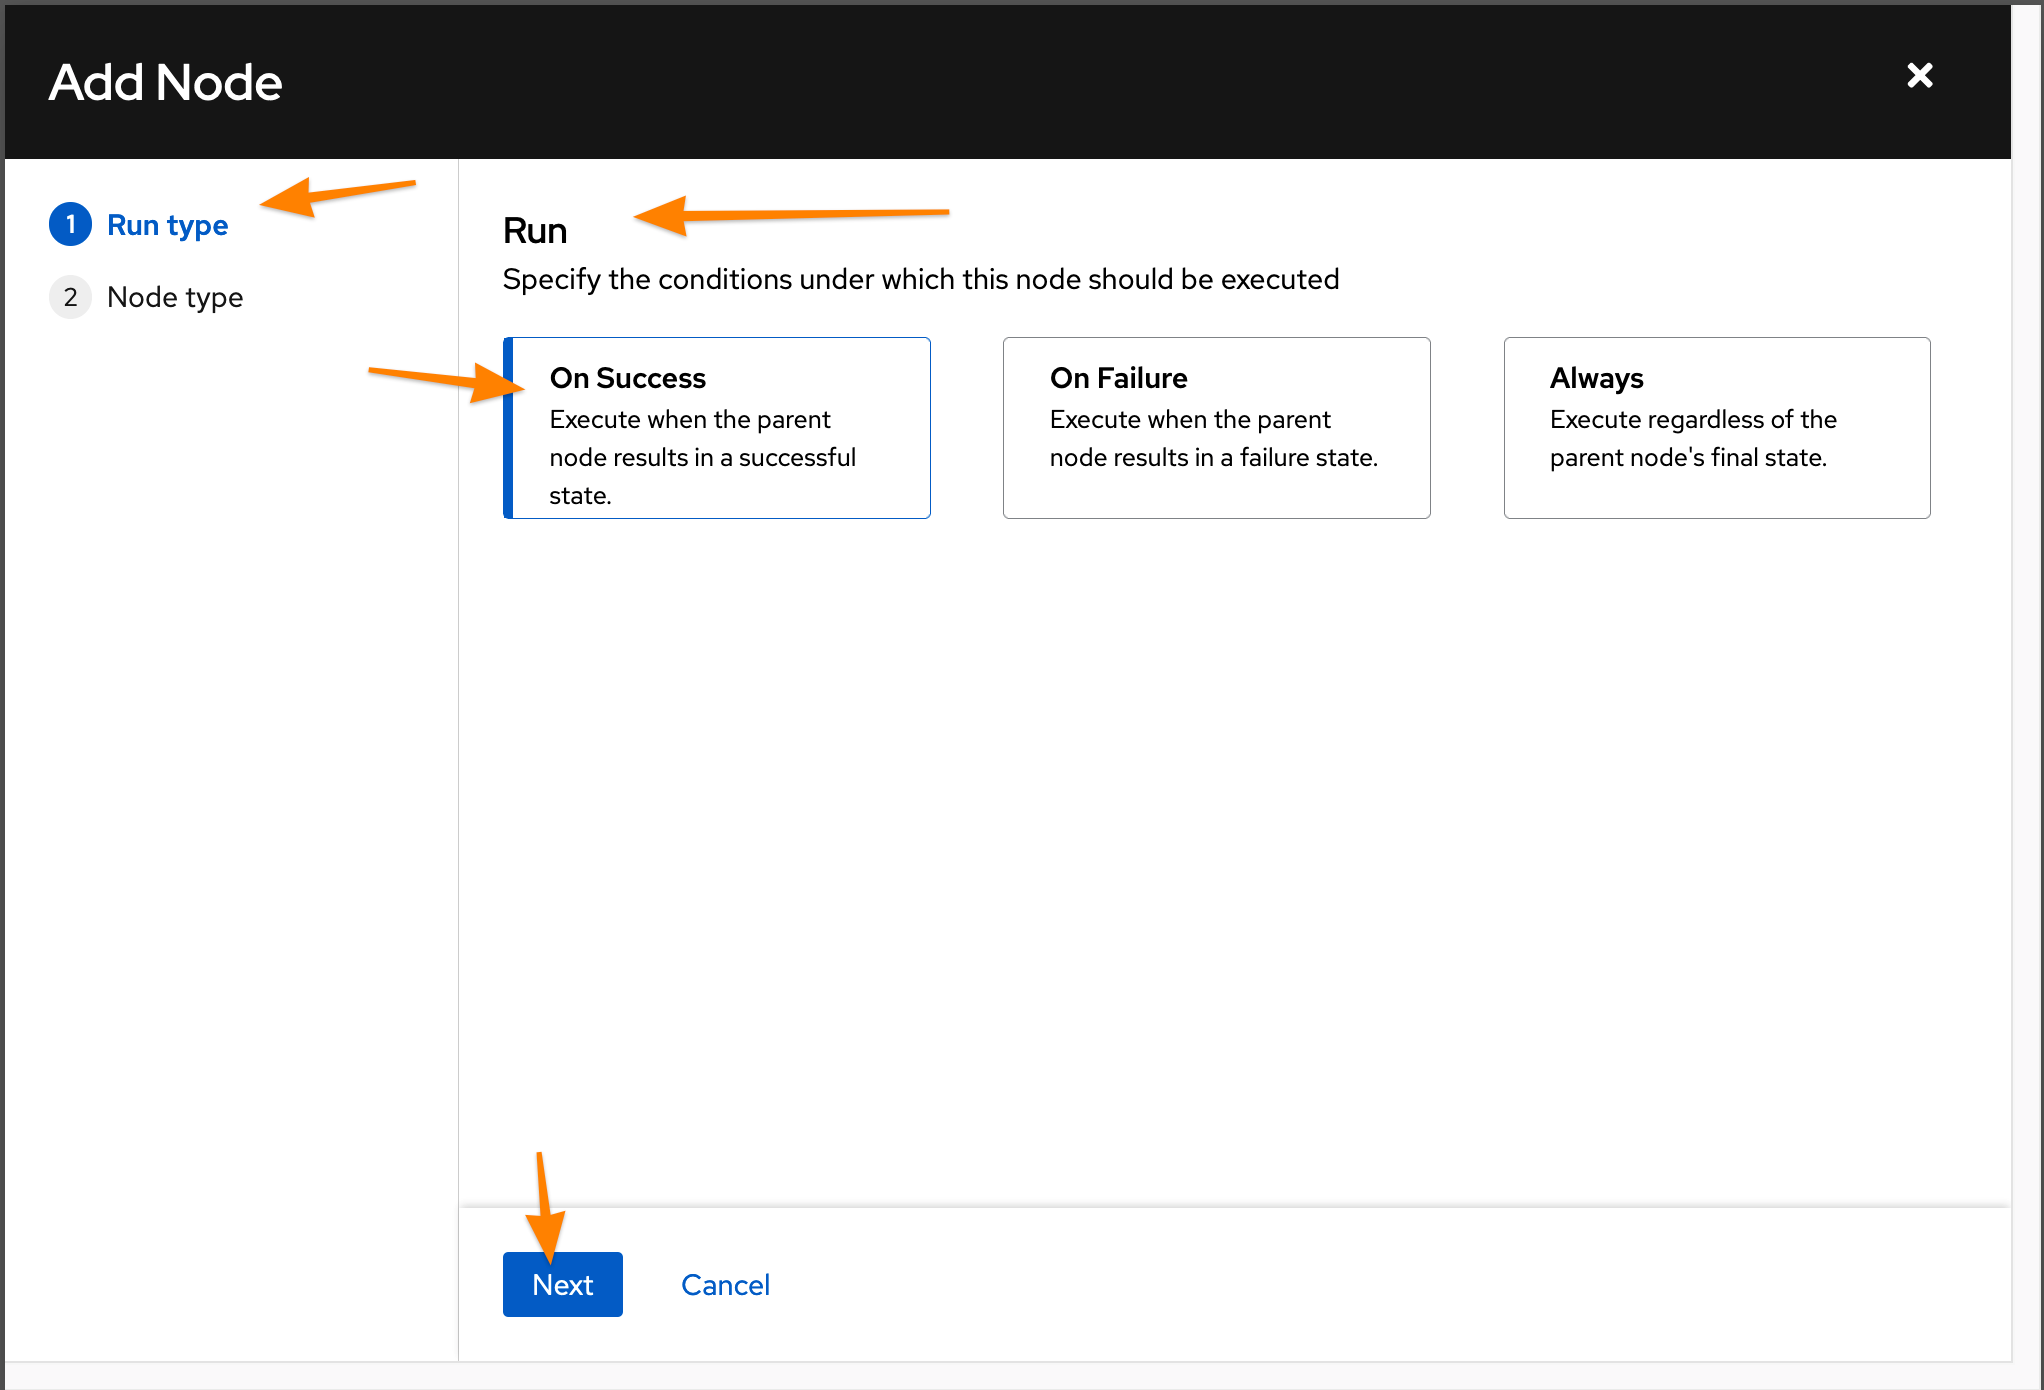 Add Node
1 Run type
2 Node type
Run
Specify the conditions under which this node should be executed
On Success
Execute when the parent
node results in a successful
state.
On Failure
Execute when the parent
node results in a failure state.
Always
Execute regardless of the
parent node's final state.
Next
Cancel